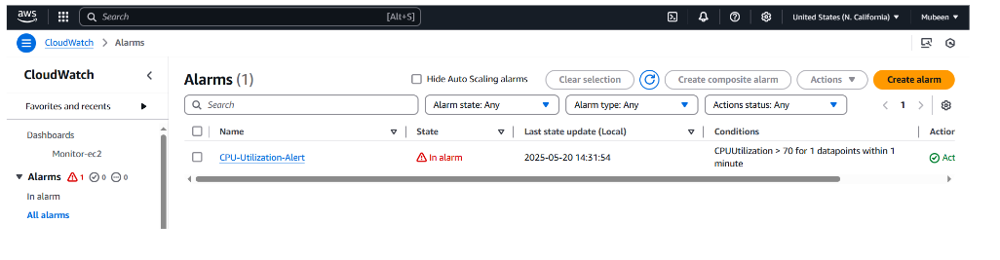 aws
Search [Alt+S]
United States (N. California) ▼
Mubeen ▼
CloudWatch > Alarms
CloudWatch
Favorites and recents
Dashboards
Monitor-ec2
Alarms 1 0 0
In alarm
All alarms
Alarms (1)
Hide Auto Scaling alarms
Clear selection
Create composite alarm
Actions ▼
Create alarm
Search
Alarm state: Any
Alarm type: Any
Actions status: Any
1
Name State Last state update (Local) Conditions Action
CPU-Utilization-Alert In alarm 2025-05-20 14:31:54 CPUUtilization > 70 for 1 datapoints within 1
minute
Act